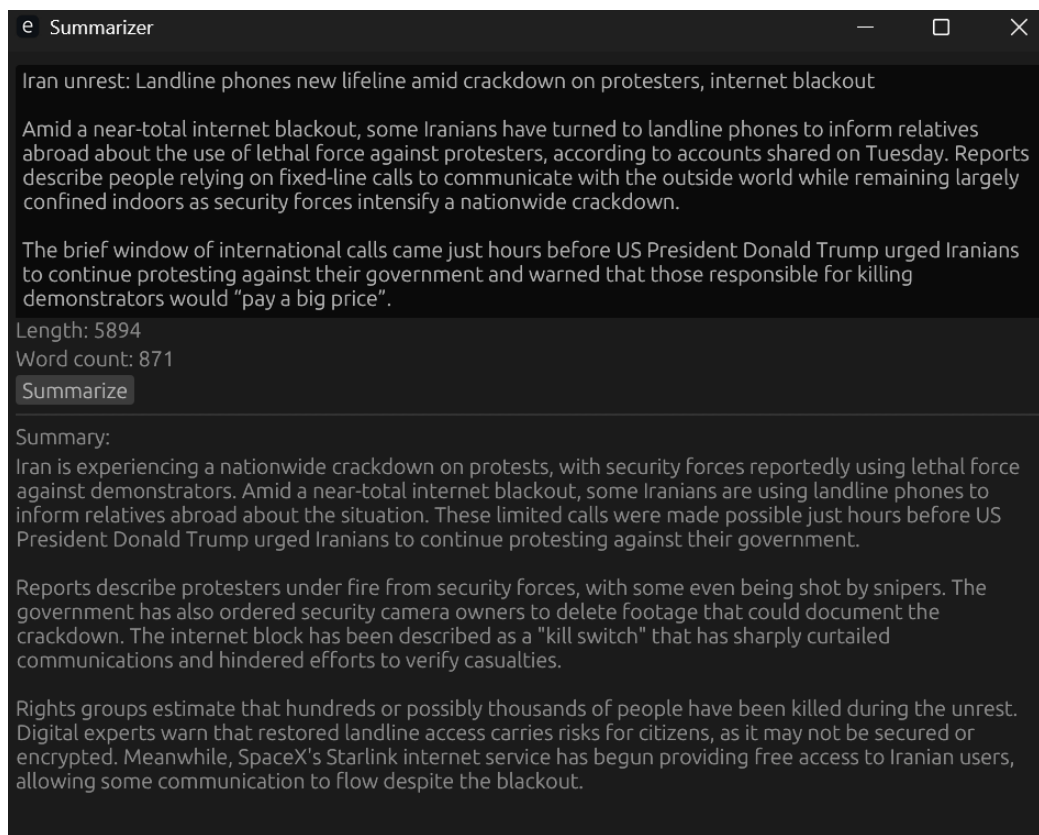 e Summarizer
Iran unrest: Landline phones new lifeline amid crackdown on protesters, internet blackout
Amid a near-total internet blackout, some Iranians have turned to landline phones to inform relatives
abroad about the use of lethal force against protesters, according to accounts shared on Tuesday. Reports
describe people relying on fixed-line calls to communicate with the outside world while remaining largely
confined indoors as security forces intensify a nationwide crackdown.
The brief window of international calls came just hours before US President Donald Trump urged Iranians
to continue protesting against their government and warned that those responsible for killing
demonstrators would “pay a big price”.
Length: 5894
Word count: 871
Summarize
Summary:
Iran is experiencing a nationwide crackdown on protests, with security forces reportedly using lethal force
against demonstrators. Amid a near-total internet blackout, some Iranians are using landline phones to
inform relatives abroad about the situation. These limited calls were made possible just hours before US
President Donald Trump urged Iranians to continue protesting against their government.
Reports describe protesters under fire from security forces, with some even being shot by snipers. The
government has also ordered security camera owners to delete footage that could document the
crackdown. The internet block has been described as a "kill switch" that has sharply curtailed
communications and hindered efforts to verify casualties.
Rights groups estimate that hundreds or possibly thousands of people have been killed during the unrest.
Digital experts warn that restored landline access carries risks for citizens, as it may not be secured or
encrypted. Meanwhile, SpaceX's Starlink internet service has begun providing free access to Iranian users,
allowing some communication to flow despite the blackout.